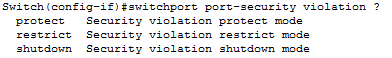 Switch(config-if)#switchport port-security violation ?
  protect   Security violation protect mode
  restrict  Security violation restrict mode
  shutdown  Security violation shutdown mode